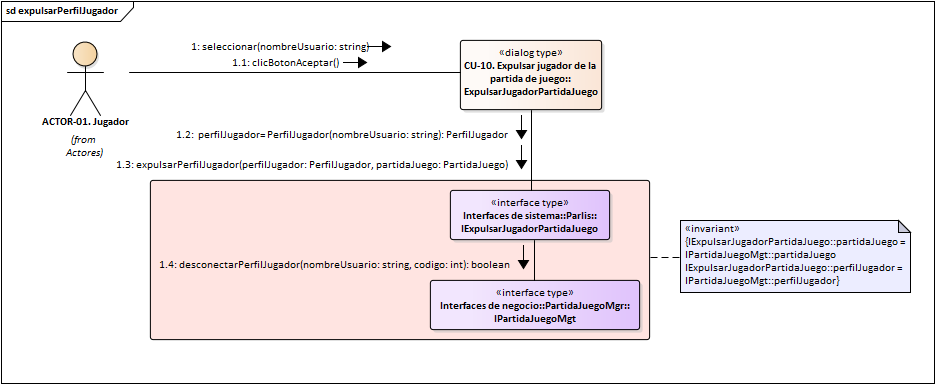 sd expulsarPerfilJugador
1: seleccionar(nombreUsuario: string)
1.1: clicBotonAceptar()
«dialog type»
CU-10. Expulsar jugador de la
partida de juego::
ExpulsarJugadorPartidaJuego
ACTOR-01. Jugador
(from
Actores)
1.2: perfilJugador= PerfilJugador(nombreUsuario: string): PerfilJugador
1.3: expulsarPerfilJugador(perfilJugador: PerfilJugador, partidaJuego: PartidaJuego)
«interface type»
Interfaces de sistema::Parlis::
IExpulsarJugadorPartidaJuego
«invariant»
{IExpulsarJugadorPartidaJuego::partidaJuego =
IPartidaJuegoMgt::partidaJuego
IExpulsarJugadorPartidaJuego::perfilJugador =
IPartidaJuegoMgt::perfilJugador}
1.4: desconectarPerfilJugador(nombreUsuario: string, codigo: int): boolean
«interface type»
Interfaces de negocio::PartidaJuegoMgr::
IPartidaJuegoMgt